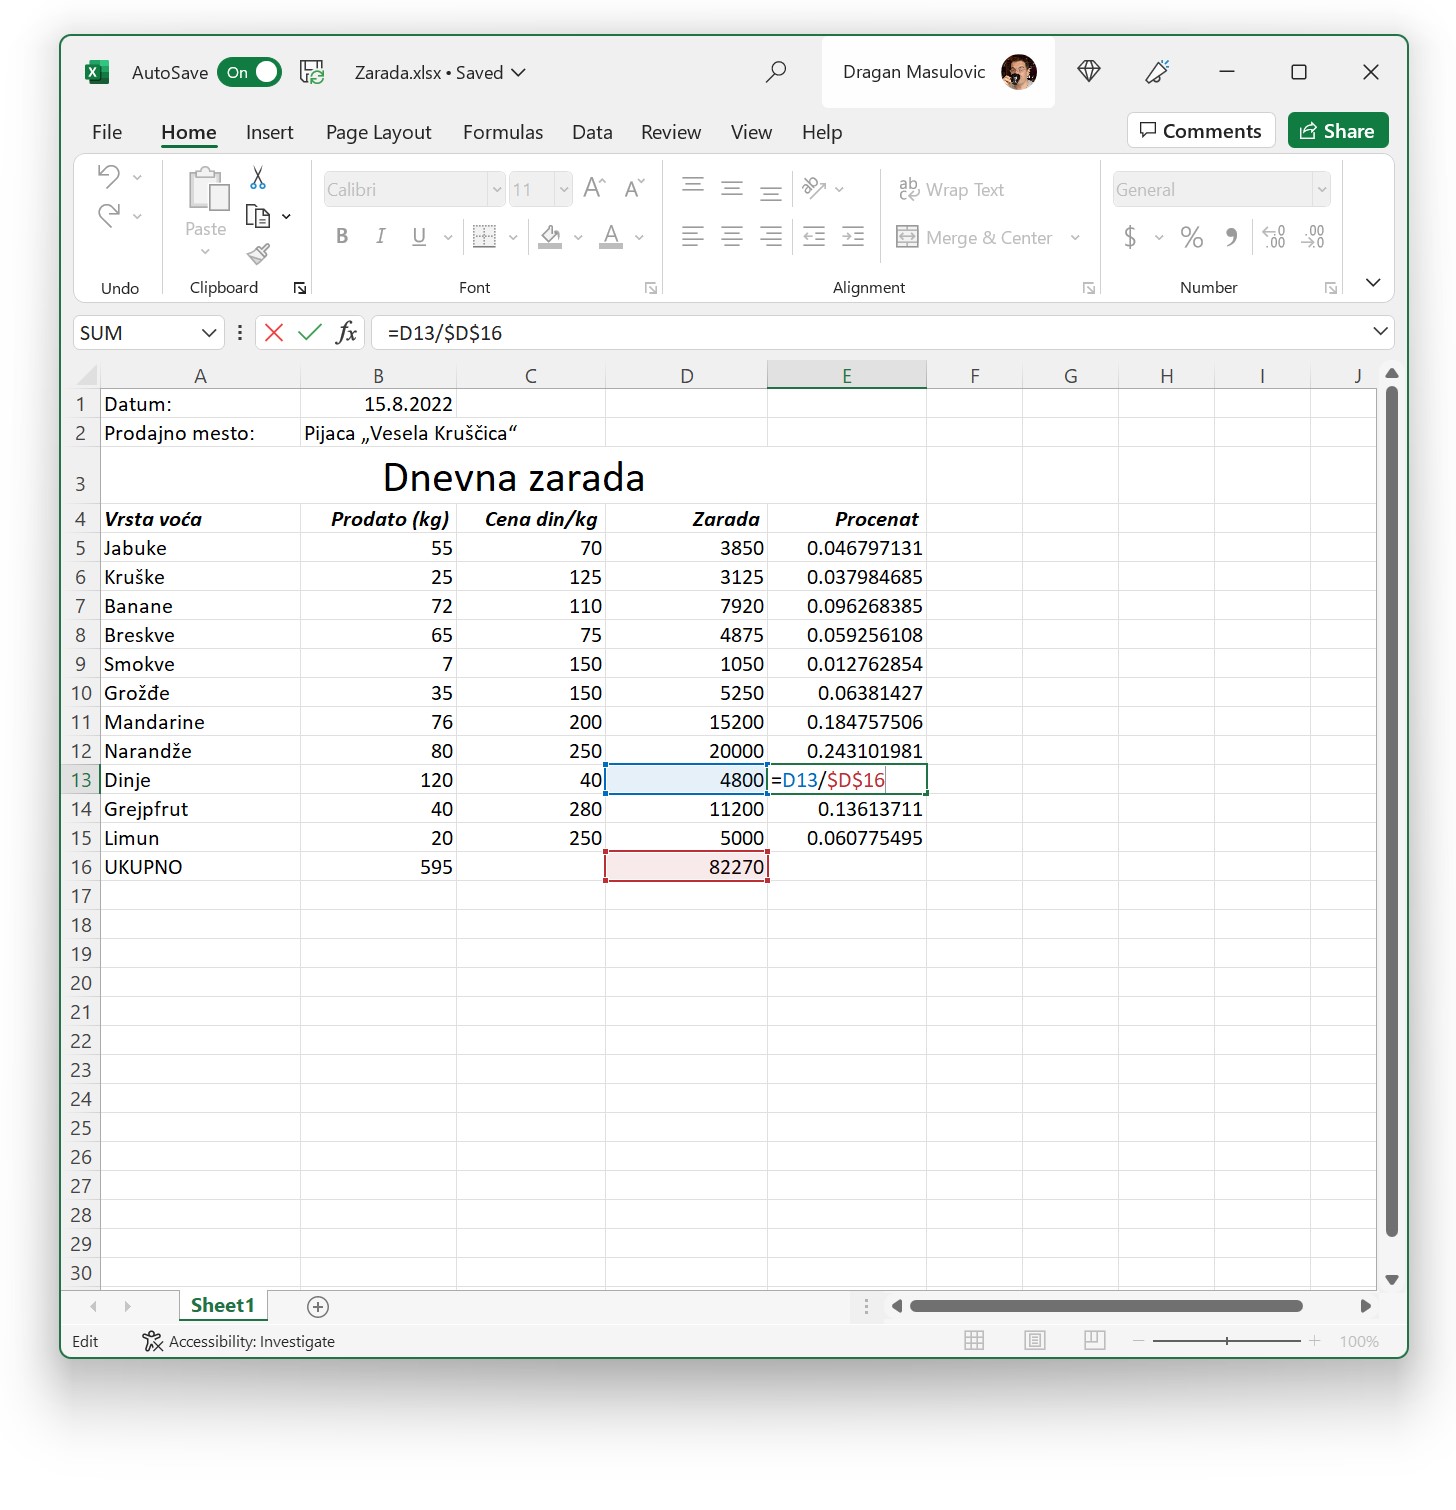 AutoSave On Zarada.xlsx • Saved Dragan Masulovic
File Home Insert Page Layout Formulas Data Review View Help Comments Share
Calibri 11 ab Wrap Text General
Paste B I U A Merge & Center $ % 9 .00 .00
Undo Clipboard Font Alignment Number
SUM fx =D13/$D$16
A B C D E F G H I J
1 Datum: 15.8.2022
2 Prodajno mesto: Pijaca „Vesela Kruščica“
3 Dnevna zarada
4 Vrsta voća Prodato (kg) Cena din/kg Zarada Procenat
5 Jabuke 55 70 3850 0.046797131
6 Kruške 25 125 3125 0.037984685
7 Banane 72 110 7920 0.096268385
8 Breskve 65 75 4875 0.059256108
9 Smokve 7 150 1050 0.012762854
10 Grožđe 35 150 5250 0.06381427
11 Mandarine 76 200 15200 0.184757506
12 Narandže 80 250 20000 0.243101981
13 Dinje 120 40 4800 =D13/$D$16
14 Grejpfrut 40 280 11200 0.13613711
15 Limun 20 250 5000 0.060775495
16 UKUPNO 595 82270
17
18
19
20
21
22
23
24
25
26
27
28
29
30
Sheet1
Edit Accessibility: Investigate 100%